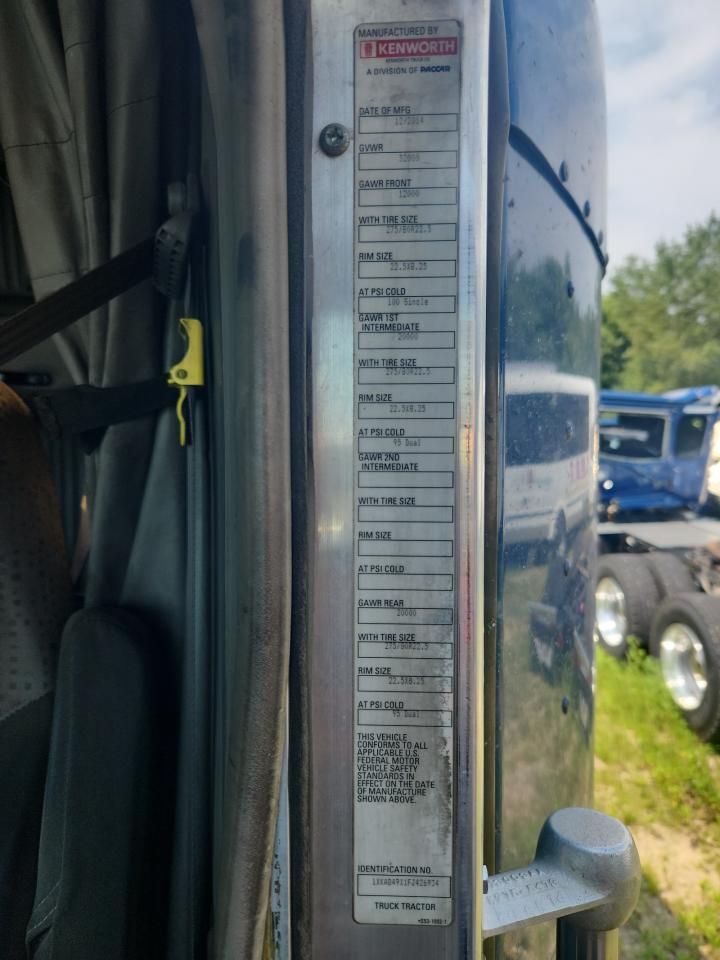 MANUFACTURED BY
KENWORTH
KENWORTH TRUCK CO.
A DIVISION OF PACCAR
DATE OF MFG
12/2014
GVWR
52000
GAWR FRONT
12000
WITH TIRE SIZE
275/80R22.5
RIM SIZE
22.5X8.25
AT PSI COLD
100 Single
GAWR 1ST
INTERMEDIATE
20000
WITH TIRE SIZE
275/80R22.5
RIM SIZE
22.5X8.25
AT PSI COLD
95 Dual
GAWR 2ND
INTERMEDIATE
WITH TIRE SIZE
RIM SIZE
AT PSI COLD
GAWR REAR
20000
WITH TIRE SIZE
275/80R22.5
RIM SIZE
22.5X8.25
AT PSI COLD
95 Dual
THIS VEHICLE
CONFORMS TO ALL
APPLICABLE U.S.
FEDERAL MOTOR
VEHICLE SAFETY
STANDARDS IN
EFFECT ON THE DATE
OF MANUFACTURE
SHOWN ABOVE.
IDENTIFICATION NO.
1XKAD49X1FJ426934
TRUCK TRACTOR